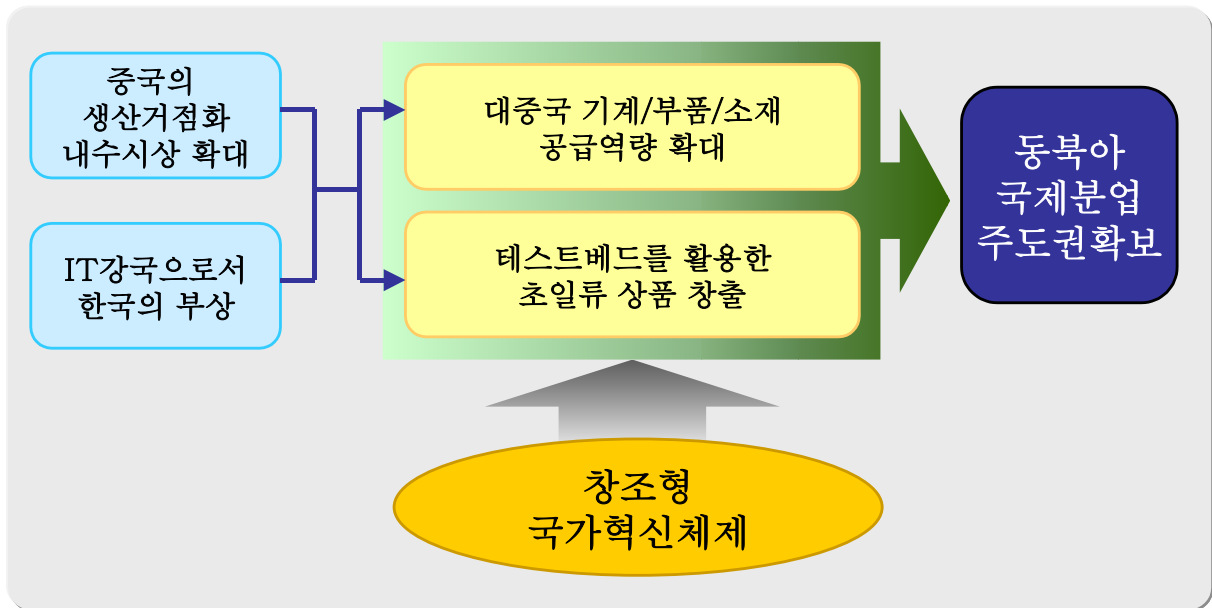 중국의
생산거점화
내수시상 확대
IT강국으로서
한국의 부상
대중국 기계/부품/소재
공급역량 확대
테스트베드를 활용한
초일류 상품 창출
동북아
국제분업
주도권확보
창조형
국가혁신체제